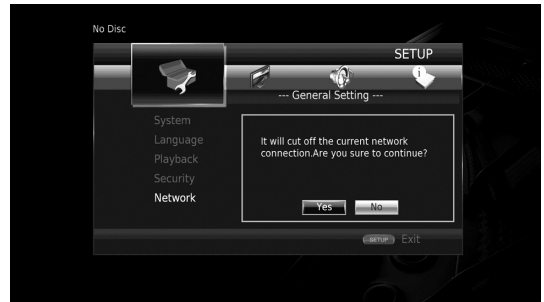 No Disc
SETUP
--- General Setting ---
System
Language
Playback
Security
Network
It will cut off the current network
connection.Are you sure to continue?
Yes No
SETUP Exit